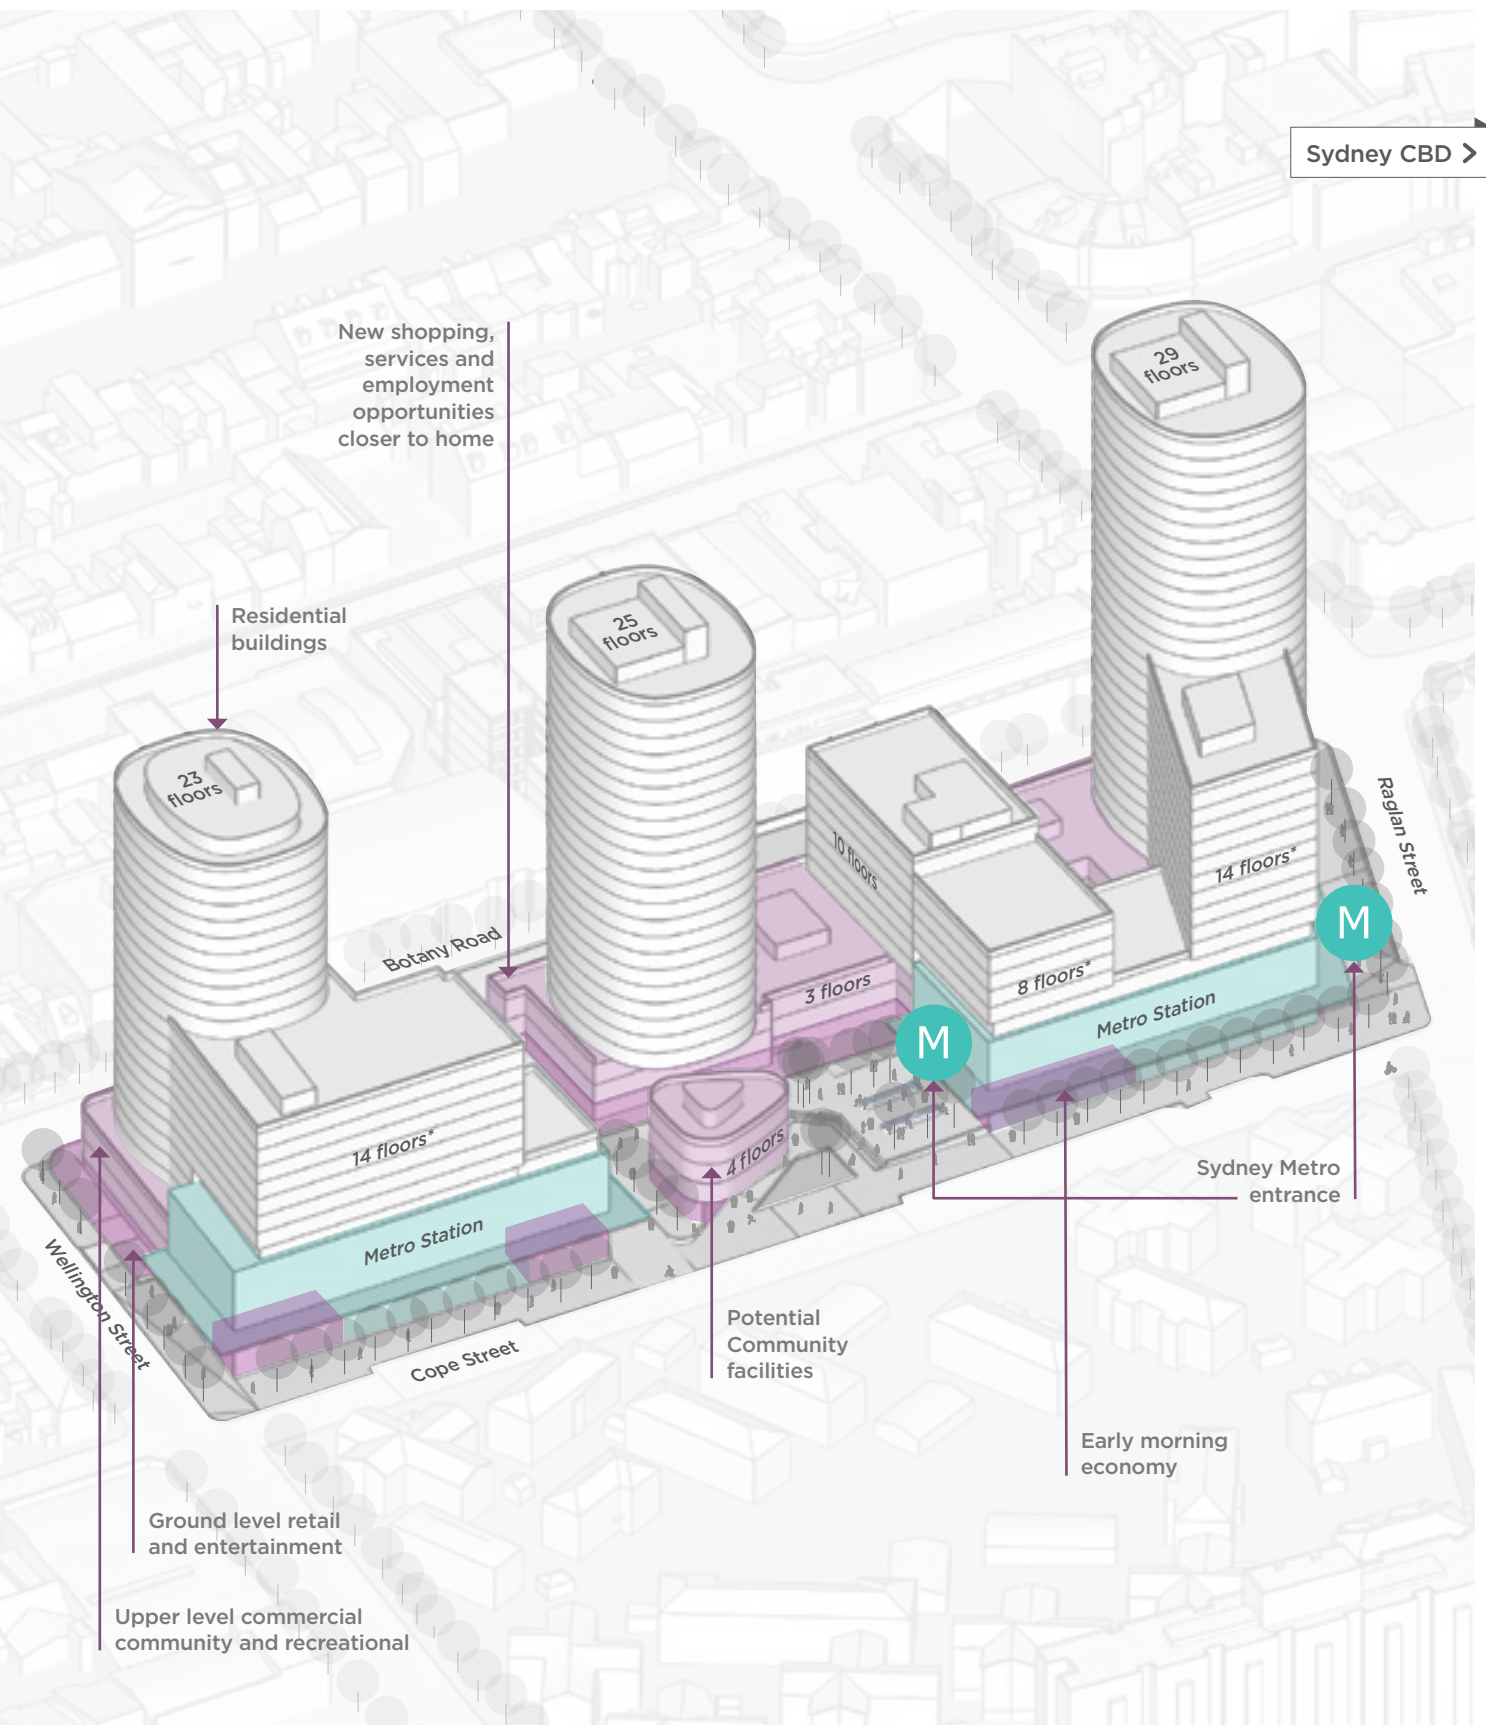 Sydney CBD >
New shopping,
services and
employment
opportunities
closer to home
29
floors
Residential
buildings
25
floors
23
floors
10 floors
14 floors*
Raglan Street
M
Botany Road
3 floors
8 floors*
Metro Station
M
14 floors*
4 floors
Sydney Metro
entrance
Metro Station
Wellington Street
Cope Street
Potential
Community
facilities
Early morning
economy
Ground level retail
and entertainment
Upper level commercial
community and recreational